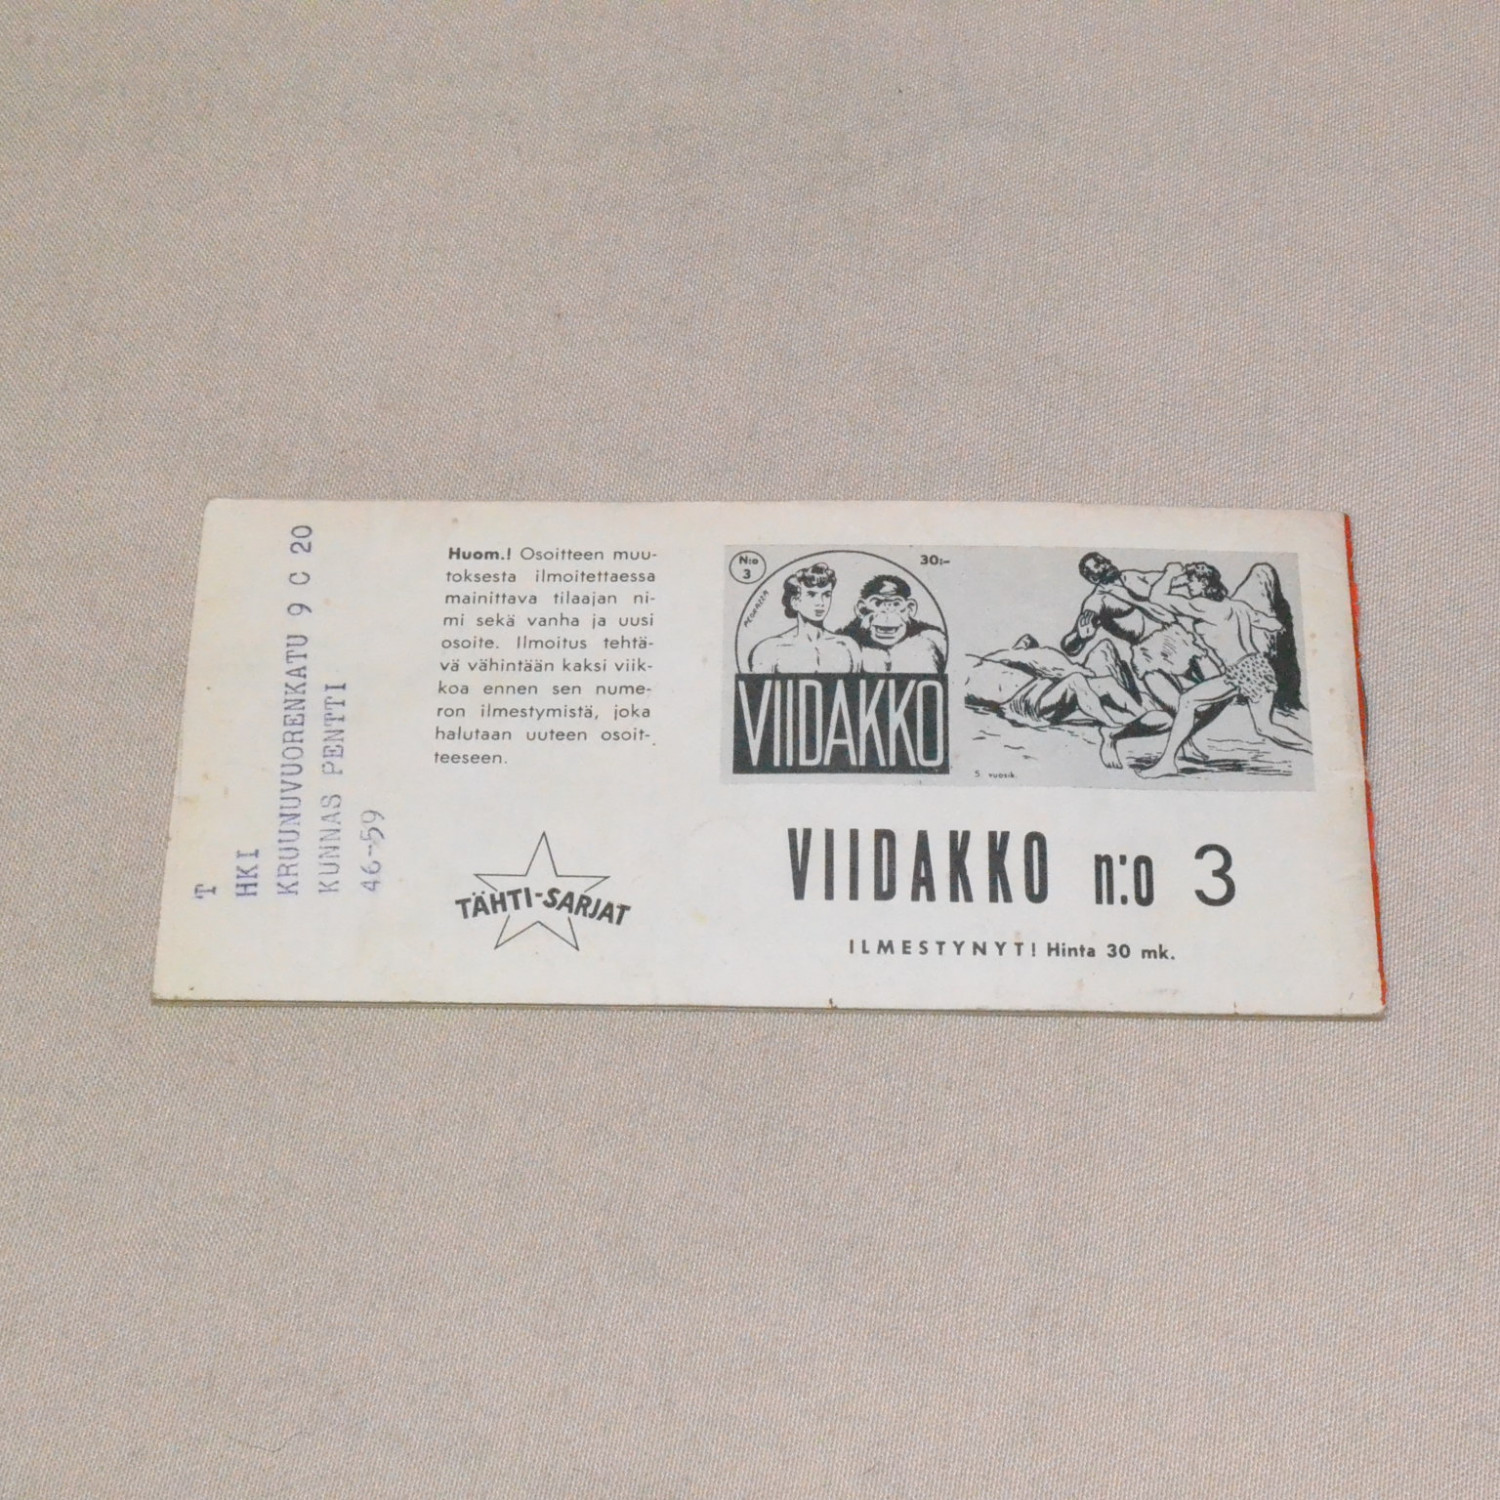 T
HKI
KRUUNUVUORENKATU 9 C 20
KUNNAS PENTTI
46-59
Huom.! Osoitteen muu-
toksesta ilmoitettaessa
mainittava tilaajan ni-
mi sekä vanha ja uusi
osoite. Ilmoitus tehtä-
vä vähintään kaksi viik-
koa ennen sen nume-
ron ilmestymistä, joka
halutaan uuteen osoit-
teeseen.
TÄHTI-SARJAT
N:o
3
30:-
VIIDAKKO
5. vuosik.
VIIDAKKO n:o 3
ILMESTYNYT! Hinta 30 mk.